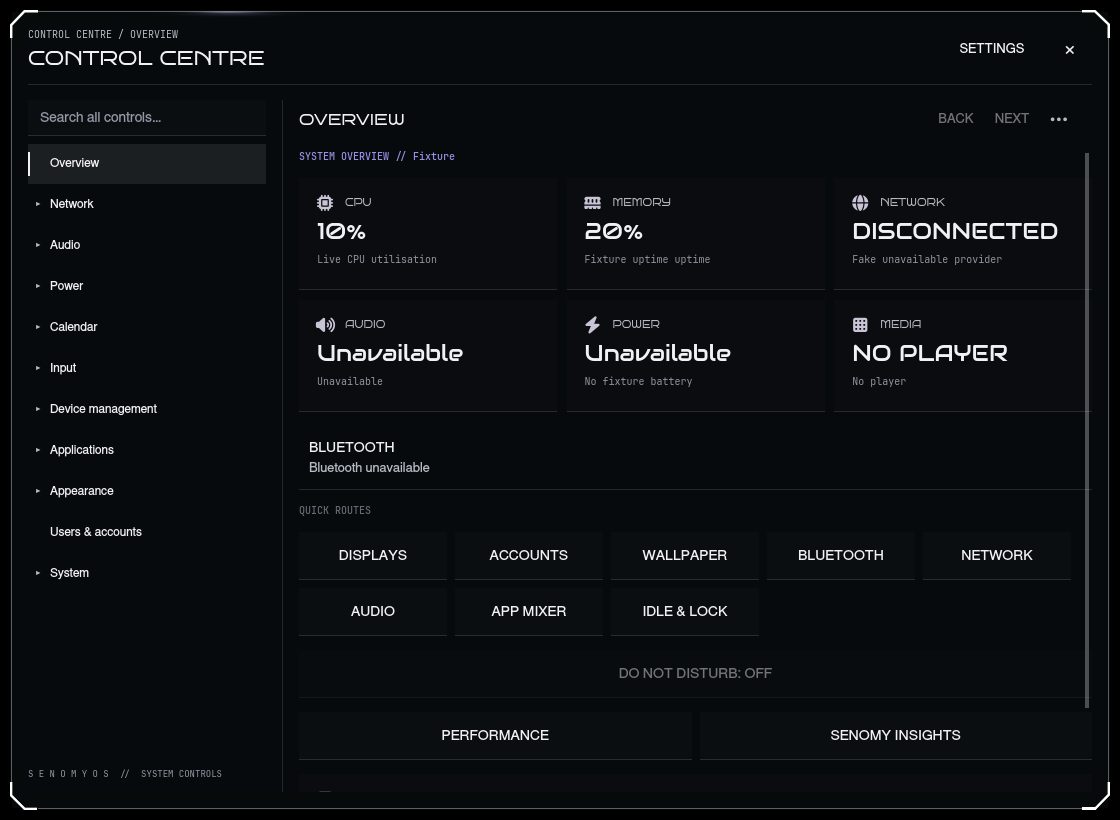 CONTROL CENTRE / OVERVIEW
CONTROL CENTRE
SETTINGS ×
Search all controls...
Overview
Network
Audio
Power
Calendar
Input
Device management
Applications
Appearance
Users & accounts
System
SENOMYOS // SYSTEM CONTROLS
OVERVIEW
BACK NEXT •••
SYSTEM OVERVIEW // Fixture
CPU
10%
Live CPU utilisation
MEMORY
20%
Fixture uptime uptime
NETWORK
DISCONNECTED
Fake unavailable provider
AUDIO
Unavailable
Unavailable
POWER
Unavailable
No fixture battery
MEDIA
NO PLAYER
No player
BLUETOOTH
Bluetooth unavailable
QUICK ROUTES
DISPLAYS ACCOUNTS WALLPAPER BLUETOOTH NETWORK
AUDIO APP MIXER IDLE & LOCK
DO NOT DISTURB: OFF
PERFORMANCE SENOMY INSIGHTS